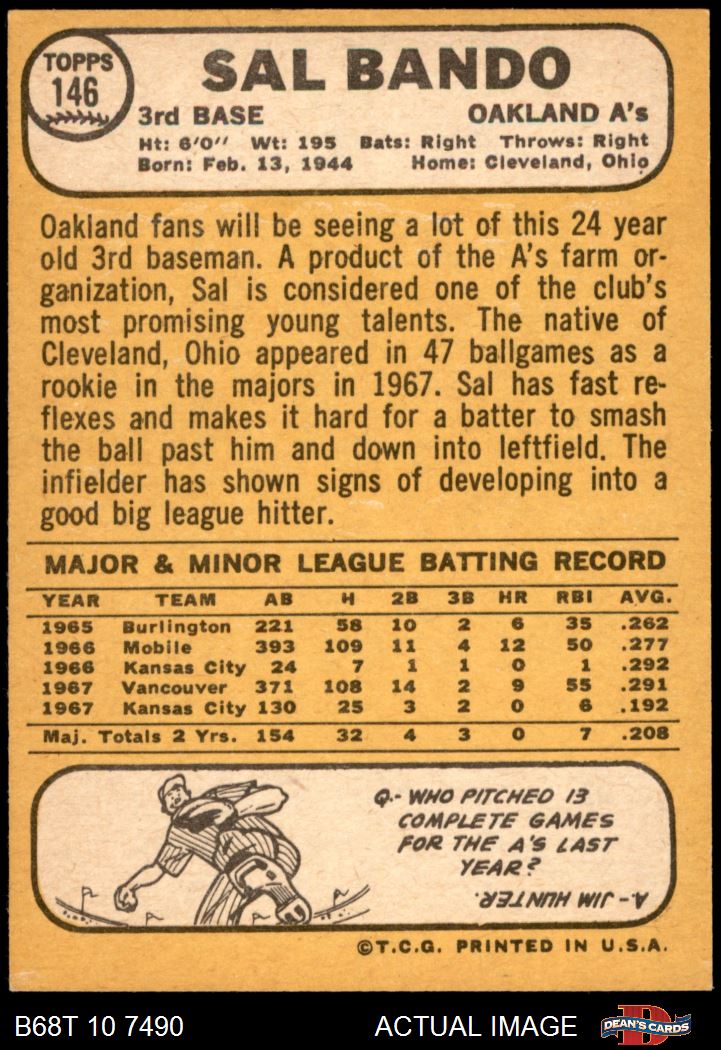 TOPPS
146
SAL BANDO
3rd BASE OAKLAND A's
Ht: 6'0" Wt: 195 Bats: Right Throws: Right
Born: Feb. 13, 1944 Home: Cleveland, Ohio
Oakland fans will be seeing a lot of this 24 year
old 3rd baseman. A product of the A's farm or-
ganization, Sal is considered one of the club's
most promising young talents. The native of
Cleveland, Ohio appeared in 47 ballgames as a
rookie in the majors in 1967. Sal has fast re-
flexes and makes it hard for a batter to smash
the ball past him and down into leftfield. The
infielder has shown signs of developing into a
good big league hitter.
MAJOR & MINOR LEAGUE BATTING RECORD
YEAR TEAM AB H 2B 3B HR RBI AVG.
1965 Burlington 221 58 10 2 6 35 .262
1966 Mobile 393 109 11 4 12 50 .277
1966 Kansas City 24 7 1 1 0 1 .292
1967 Vancouver 371 108 14 2 9 55 .291
1967 Kansas City 130 25 3 2 0 6 .192
Maj. Totals 2 Yrs. 154 32 4 3 0 7 .208
Q.- WHO PITCHED 13
COMPLETE GAMES
FOR THE A'S LAST
YEAR?
A.- JIM HUNTER.
©T.C.G. PRINTED IN U.S.A.
B68T 10 7490 ACTUAL IMAGE DEAN'S CARDS